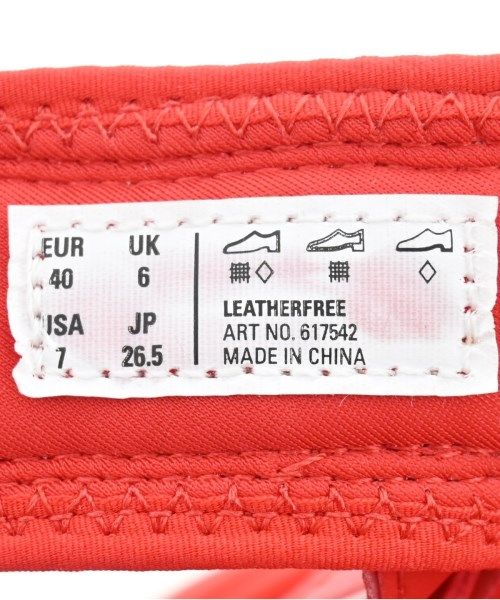 EUR UK
40 6
USA JP
7 26.5
LEATHERFREE
ART NO. 617542
MADE IN CHINA